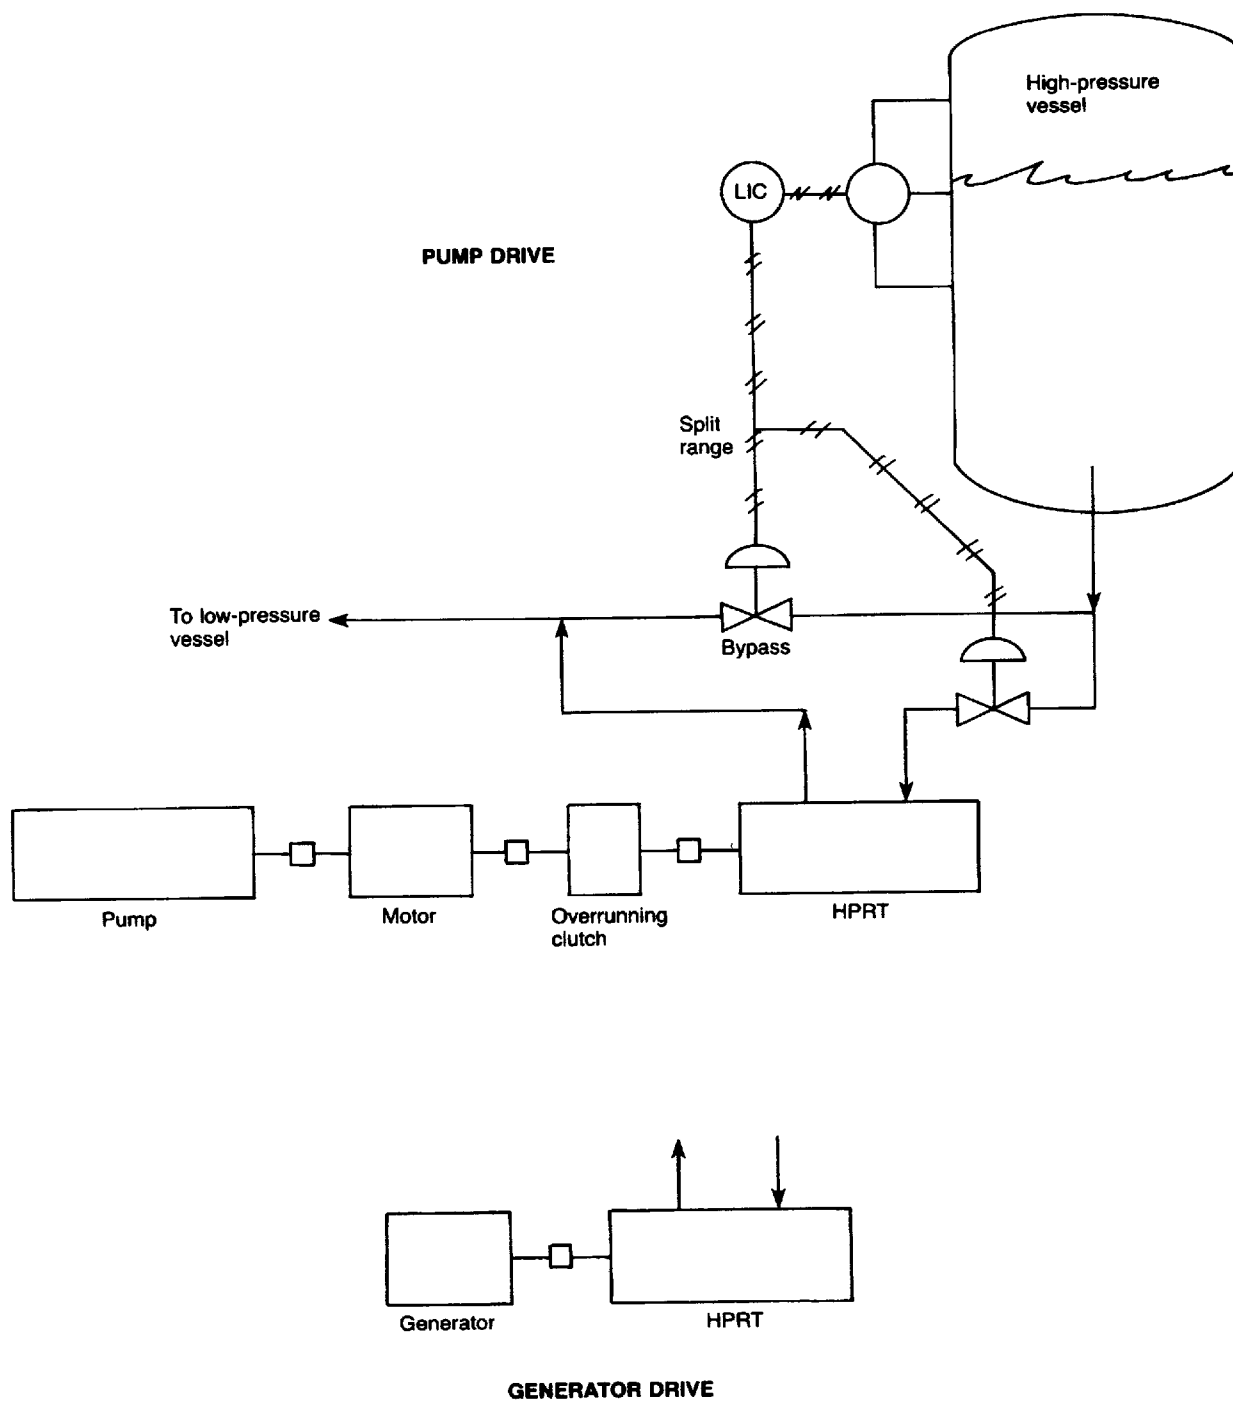 High-pressure
vessel
LIC
PUMP DRIVE
Split
range
To low-pressure
vessel
Bypass
Pump
Motor
Overrunning
clutch
HPRT
Generator
HPRT
GENERATOR DRIVE